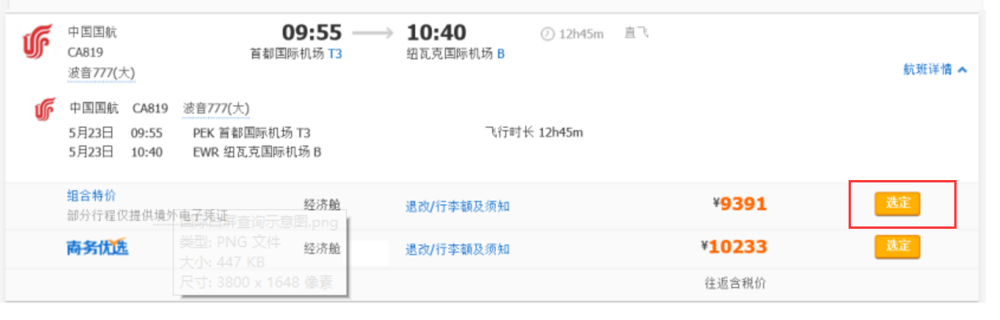 中国国航
CA819
波音777(大)
09:55
首都国际机场 T3
10:40
纽瓦克国际机场 B
12h45m 直飞
航班详情
中国国航 CA819 波音777(大)
5月23日 09:55 PEK 首都国际机场 T3
飞行时长 12h45m
5月23日 10:40 EWR 纽瓦克国际机场 B
组合特价
部分行程仅提供境外电子凭证
经济舱 退改/行李额及须知 ¥9391 选定
国际白屏查询示意图.png
类型: PNG 文件
大小: 447 KB
尺寸: 3800 x 1648 像素
商务优选 经济舱 退改/行李额及须知 ¥10233 选定
往返含税价